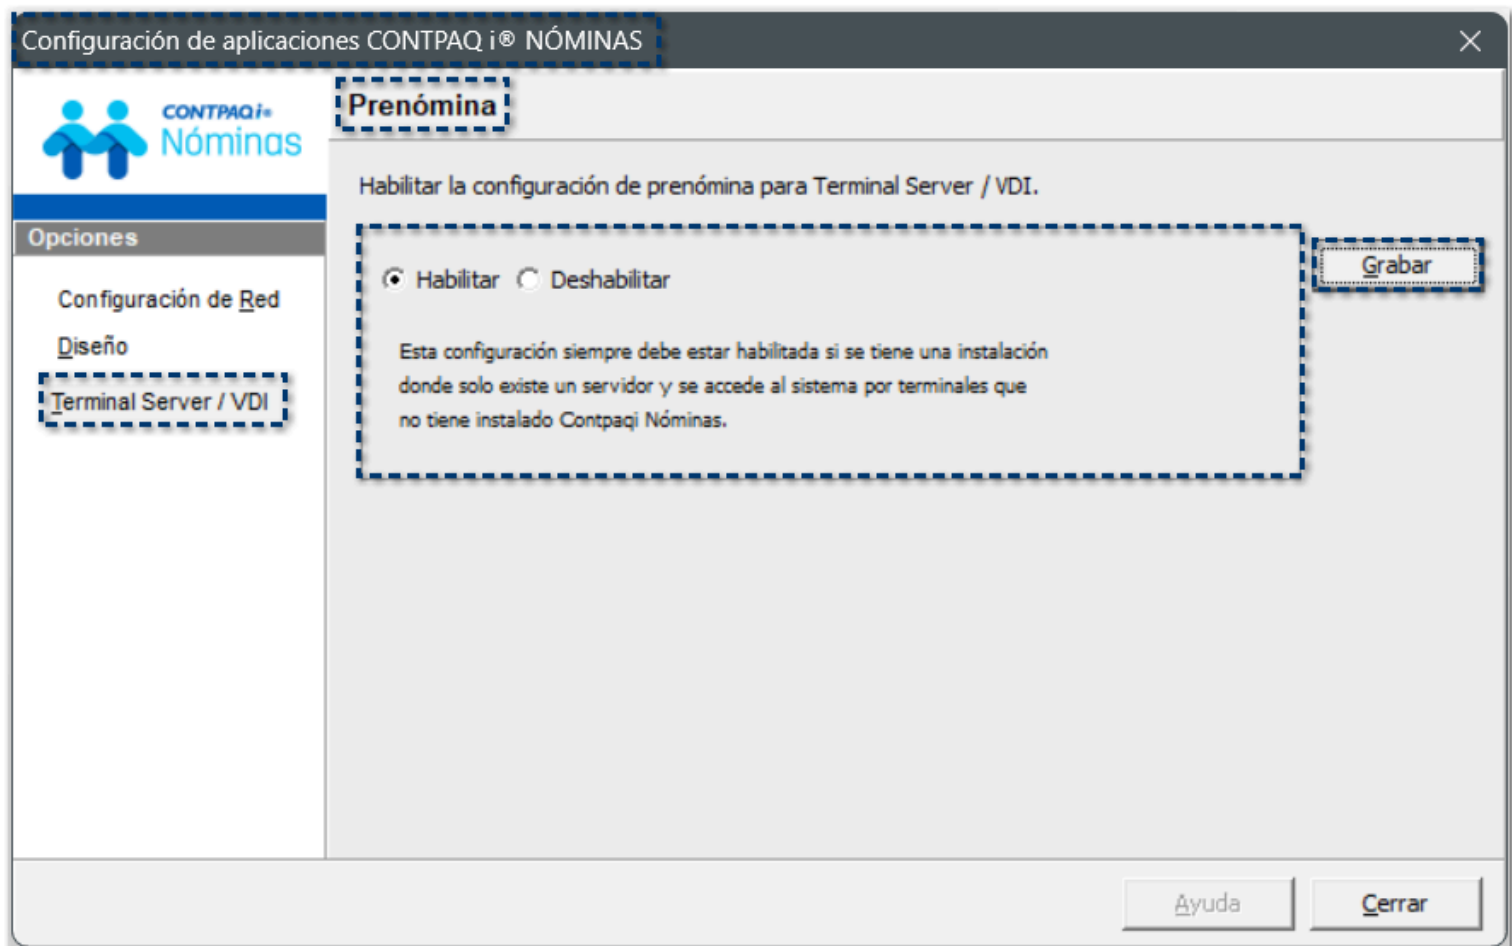 Configuración de aplicaciones CONTPAQ i® NÓMINAS
CONTPAQi®
Nóminas
Prenómina
Habilitar la configuración de prenómina para Terminal Server / VDI.
Opciones
Configuración de Red
Diseño
Terminal Server / VDI
Habilitar Deshabilitar
Grabar
Esta configuración siempre debe estar habilitada si se tiene una instalación
donde solo existe un servidor y se accede al sistema por terminales que
no tiene instalado Contpaqi Nóminas.
Ayuda
Cerrar